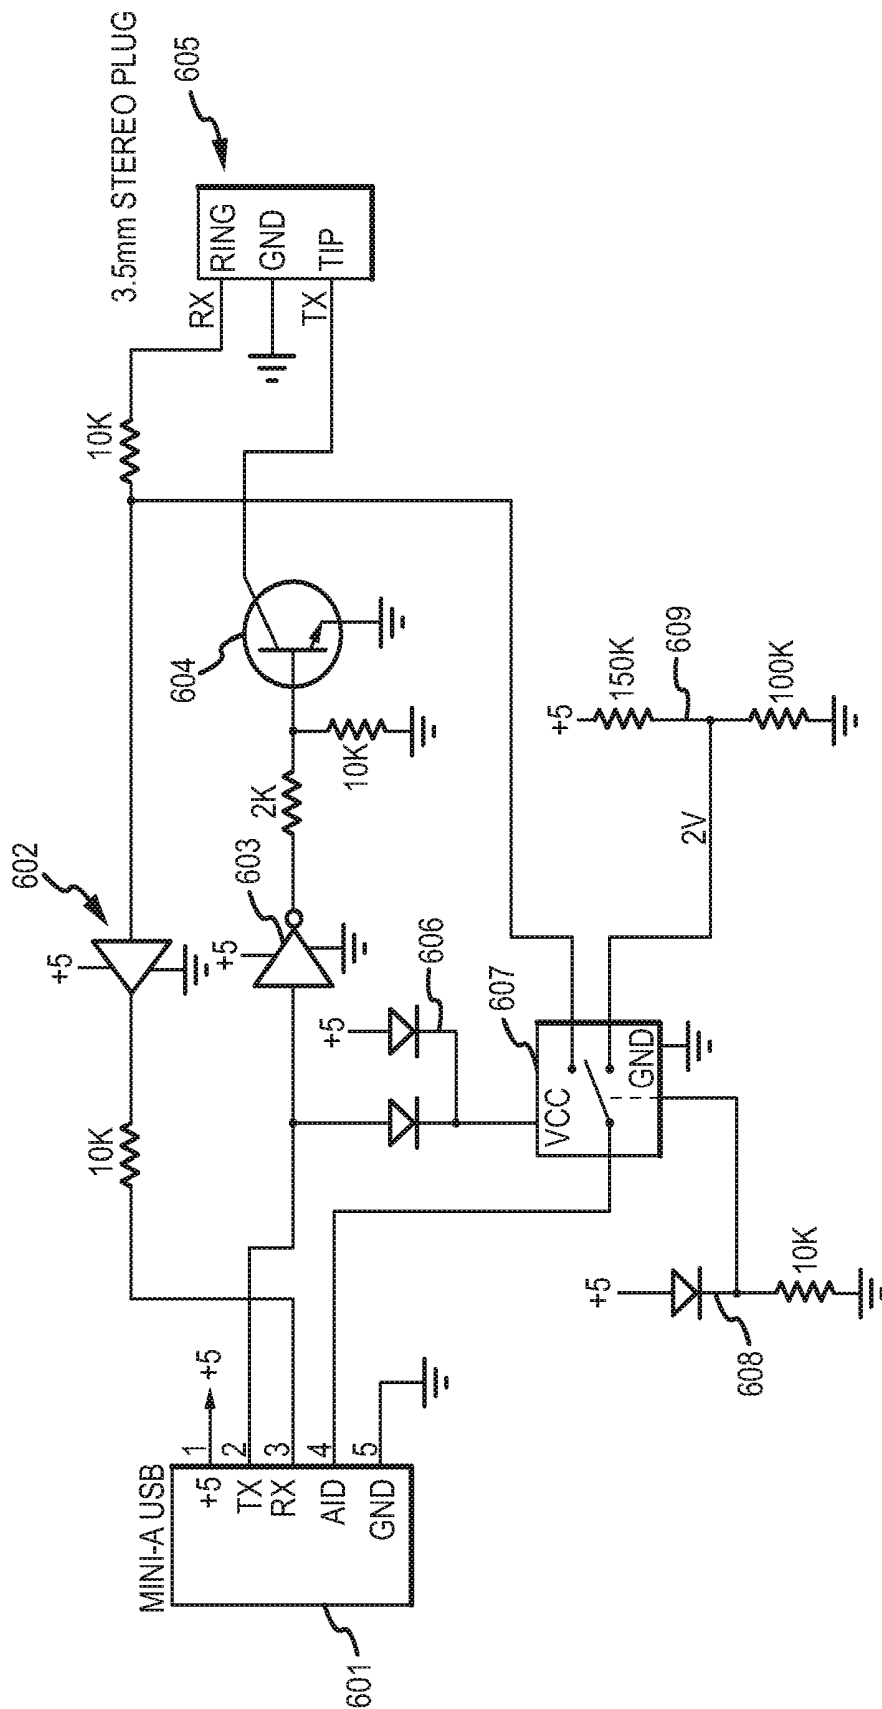 3.5mm STEREO PLUG
605
RING
GND
TIP
RX
TX
10K
604
2K
10K
603
+5
602
+5
10K
+5
606
607
VCC
GND
2V
+5
150K
609
100K
+5
608
10K
MINI-A USB
+5 1 +5
TX 2
RX 3
AID 4
GND 5
601